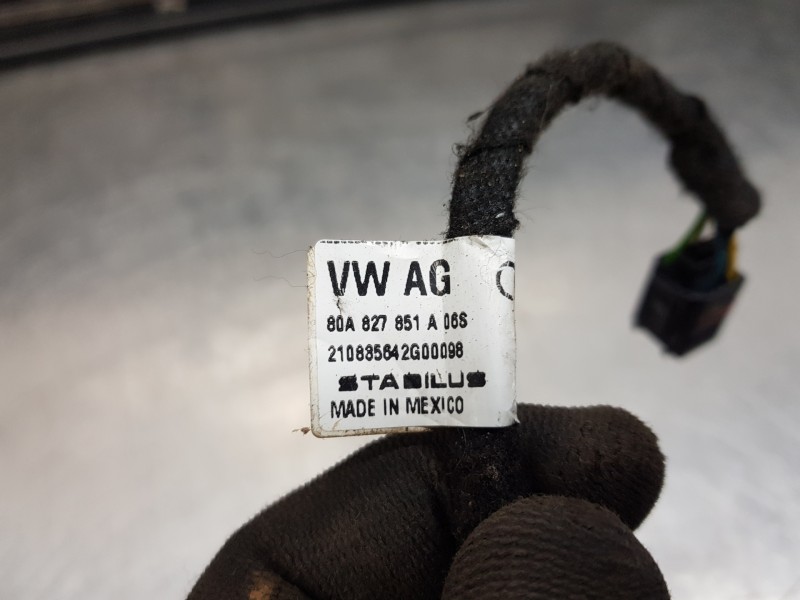 VW AG
80A 827 851 A 06S
210835642G00098
STABILUS
MADE IN MEXICO